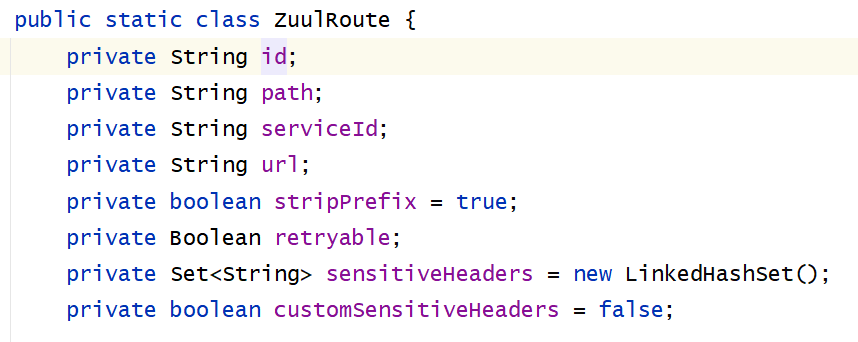 public static class ZuulRoute {
private String id;
private String path;
private String serviceId;
private String url;
private boolean stripPrefix = true;
private Boolean retryable;
private Set<String> sensitiveHeaders = new LinkedHashSet();
private boolean customSensitiveHeaders = false;